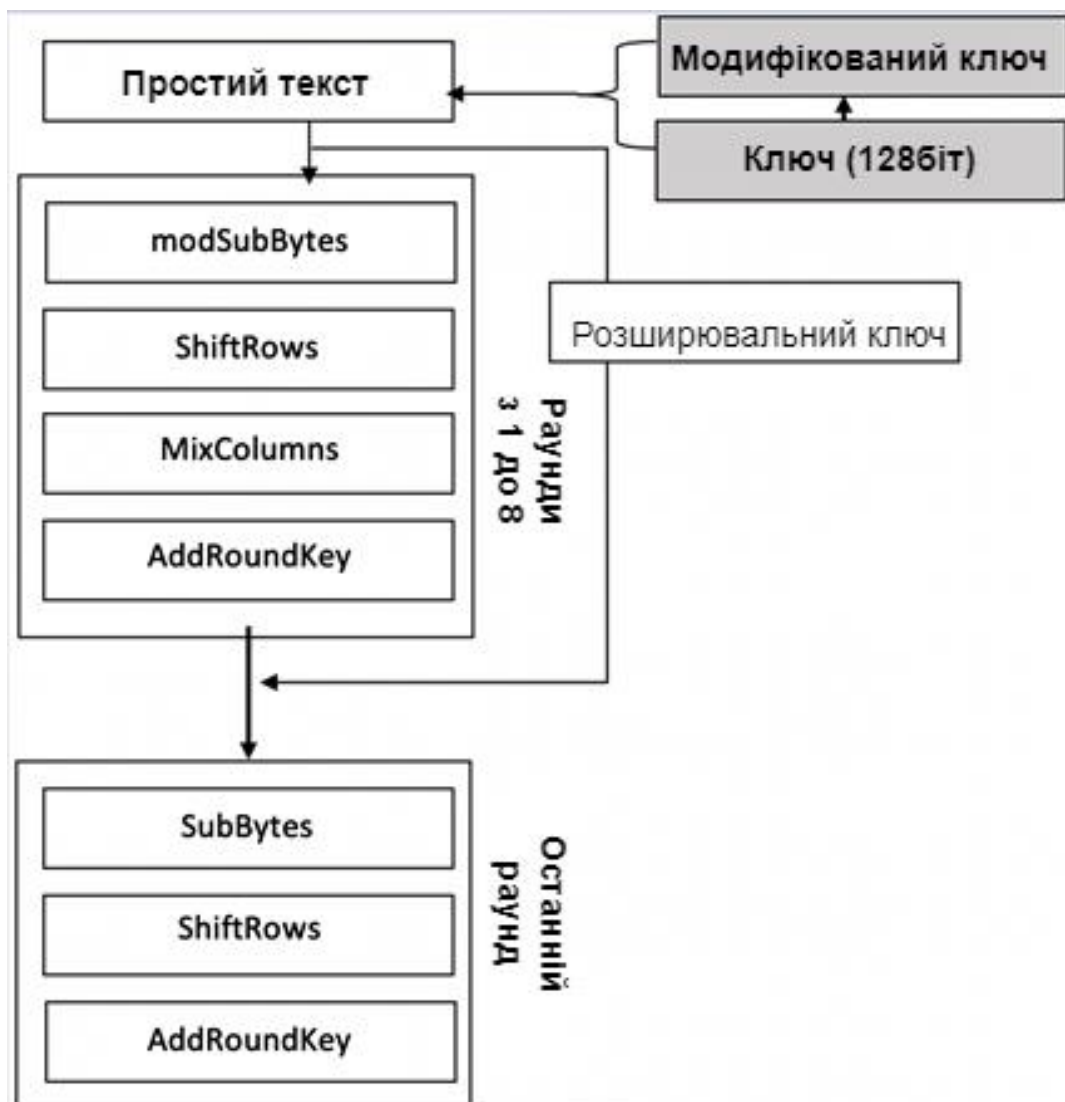 Простий текст
Модифікований ключ
Ключ (128біт)
modSubBytes
ShiftRows
MixColumns
AddRoundKey
Розширювальний ключ
Раунди
з 1 до 8
SubBytes
ShiftRows
AddRoundKey
Останній
раунд